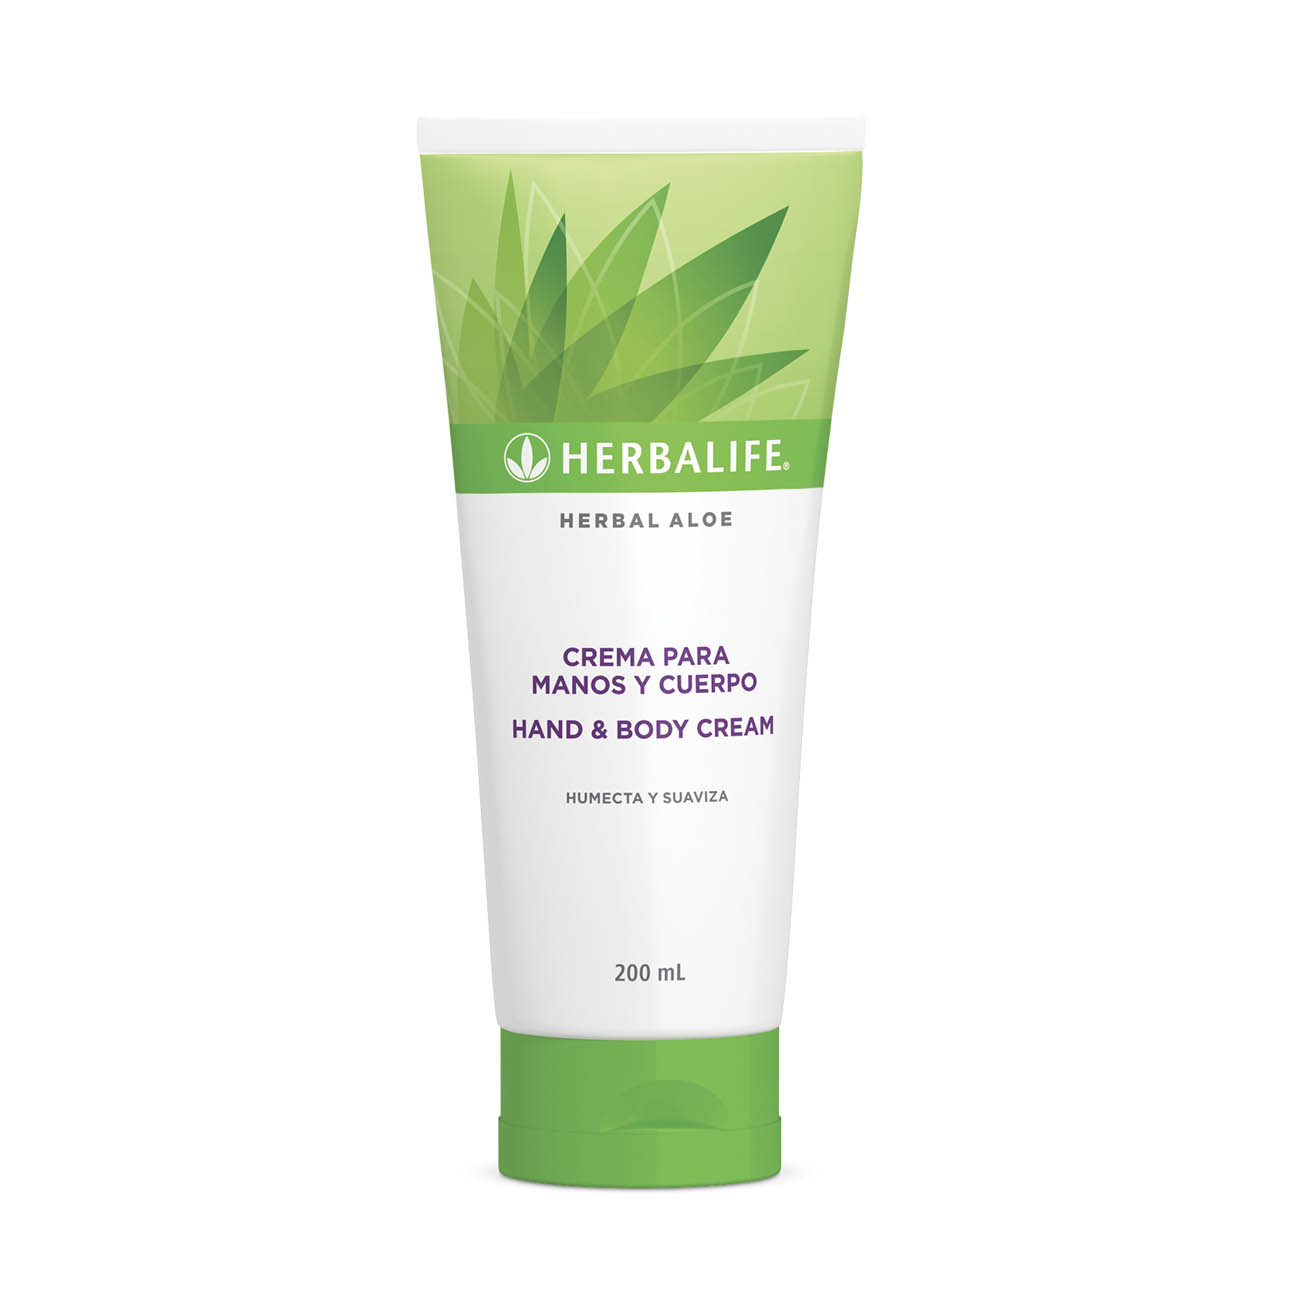 HERBALIFE®
HERBAL ALOE
CREMA PARA
MANOS Y CUERPO
HAND & BODY CREAM
HUMECTA Y SUAVIZA
200 mL